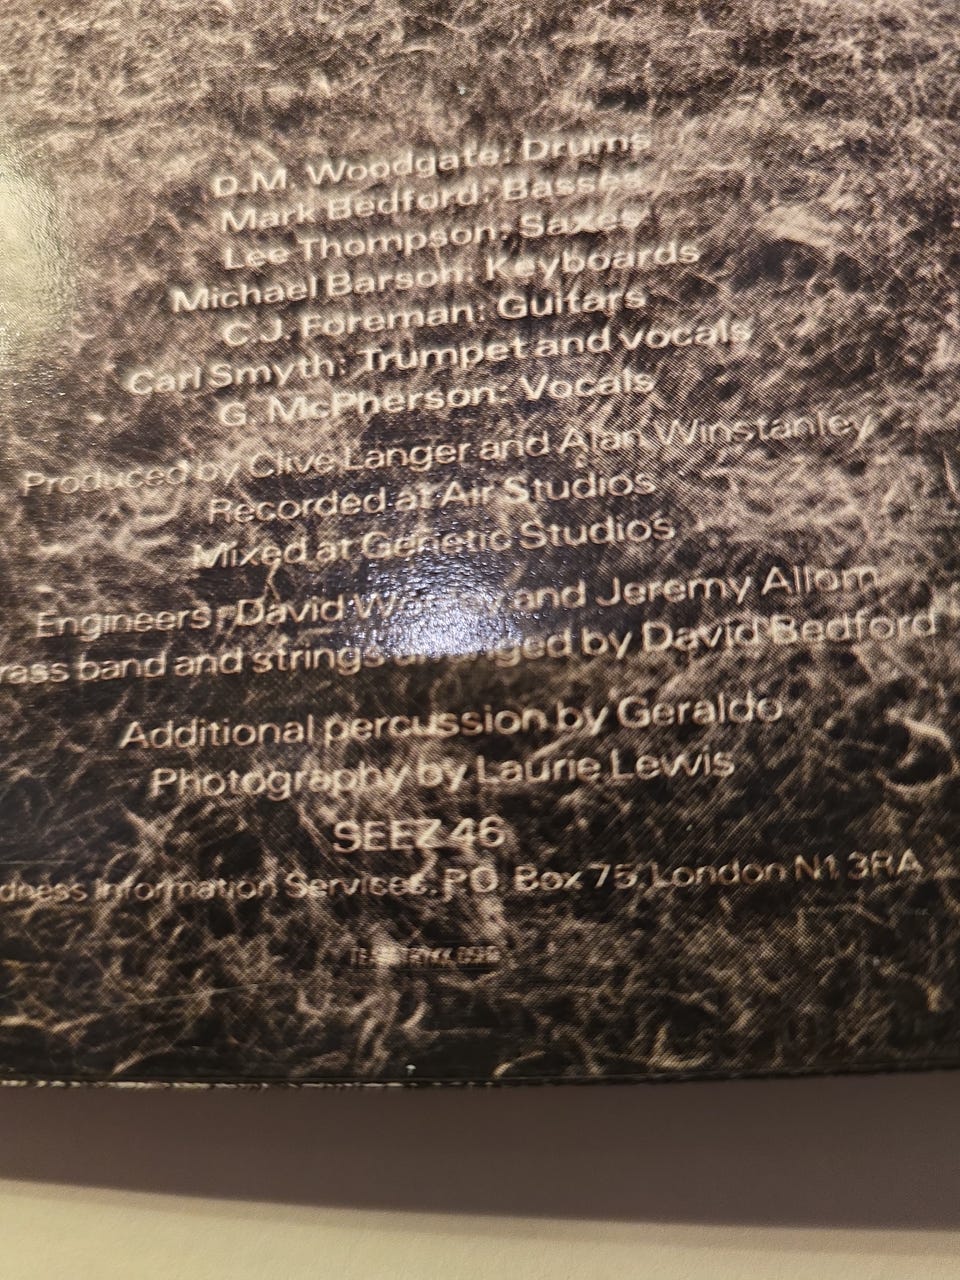 D.M. Woodgate: Drums
Mark Bedford: Basses
Lee Thompson: Saxes
Michael Barson: Keyboards
C.J. Foreman: Guitars
Carl Smyth: Trumpet and vocals
G. McPherson: Vocals
Produced by Clive Langer and Alan Winstanley
Recorded at Air Studios
Mixed at Genetic Studios
Engineers: David and Jeremy Allom
rass band and strings arranged by David Bedford
Additional percussion by Geraldo
Photography by Laurie Lewis
SEEZ 46
dness Information Services, P.O. Box 75, London N1 3RA